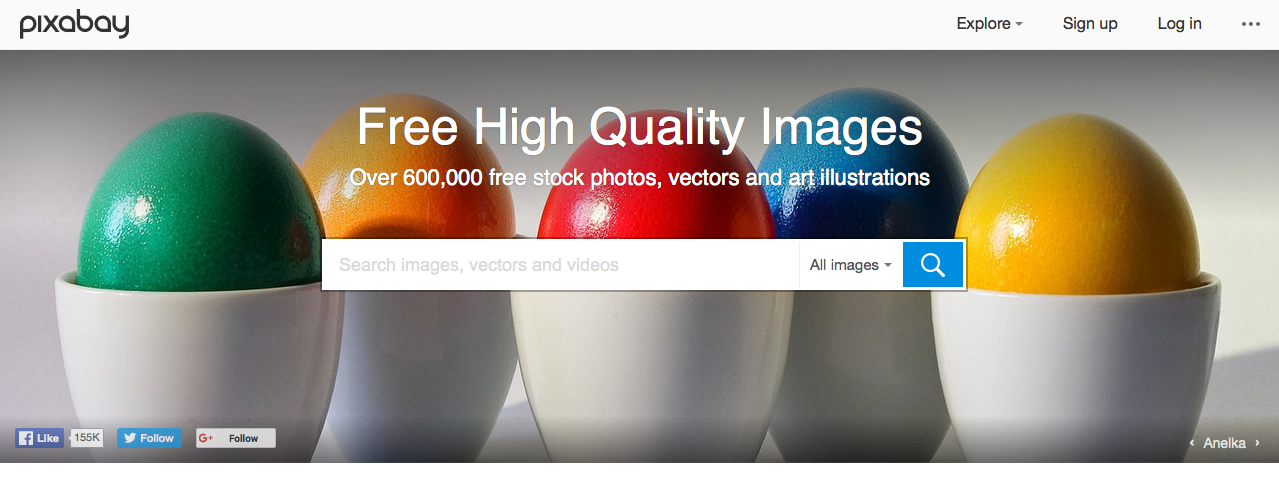 pixabay
Explore
Sign up
Log in
Free High Quality Images
Over 600,000 free stock photos, vectors and art illustrations
Search images, vectors and videos
All images
Like
155K
Follow
G+ Follow
‹ Anelka ›